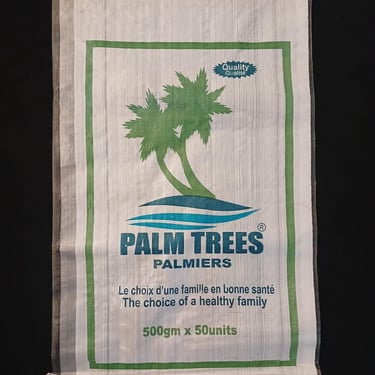 Quality
Qualité
PALM TREES®
PALMIERS
Le choix d'une famille en bonne santé
The choice of a healthy family
500gm x 50units